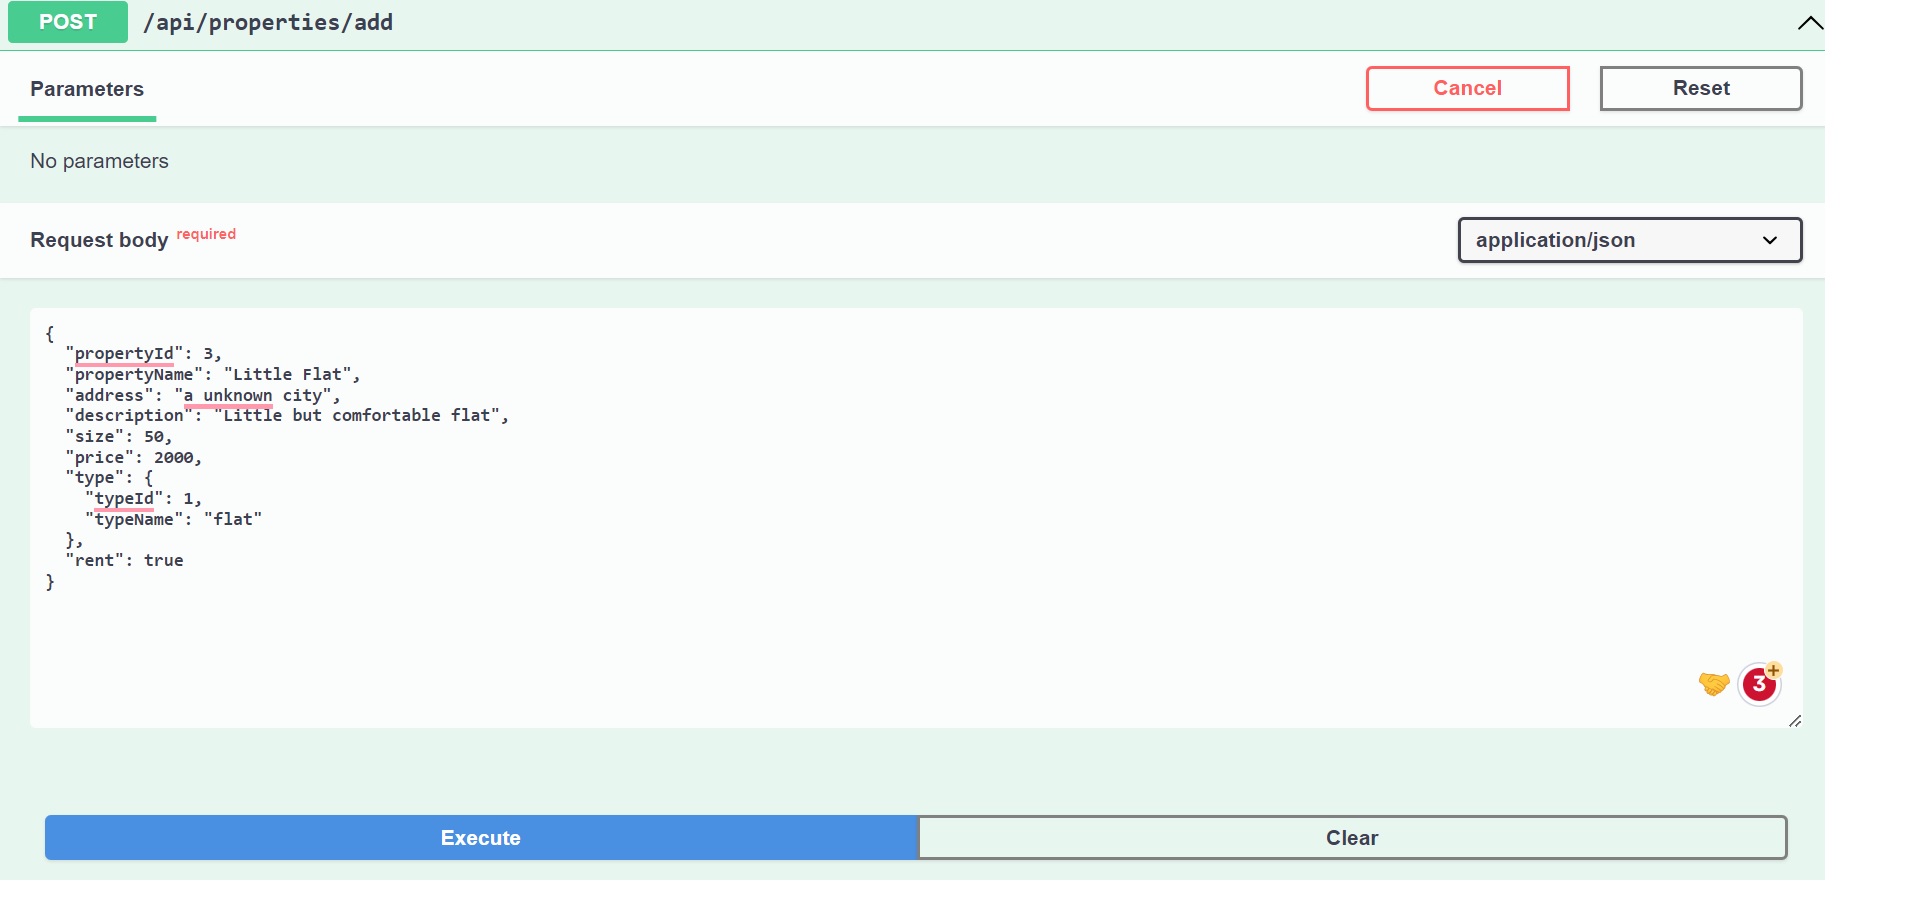 POST /api/properties/add
Parameters Cancel Reset
No parameters
Request body required application/json
{
  "propertyId": 3,
  "propertyName": "Little Flat",
  "address": "a unknown city",
  "description": "Little but comfortable flat",
  "size": 50,
  "price": 2000,
  "type": {
    "typeId": 1,
    "typeName": "flat"
  },
  "rent": true
}
3
+
Execute Clear